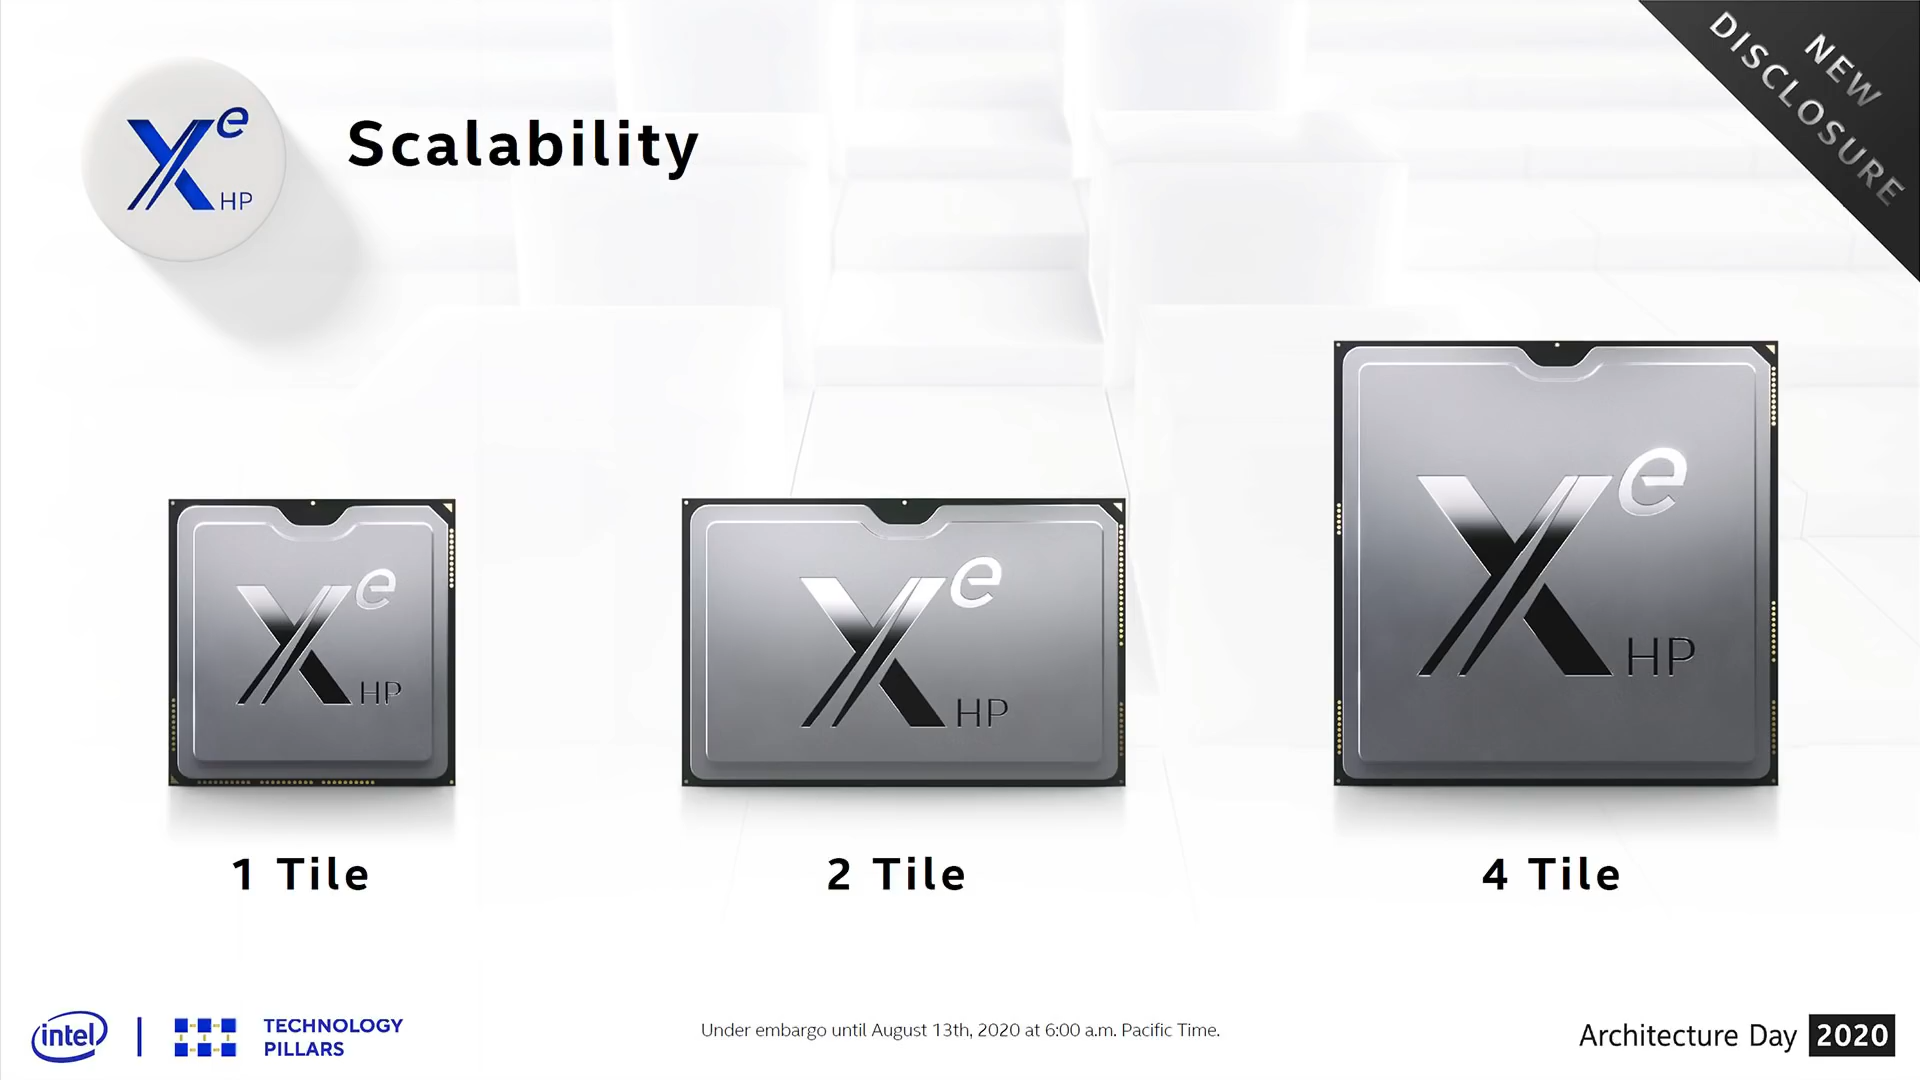 Xe HP
Scalability
NEW
DISCLOSURE
Xe HP
Xe HP
Xe HP
1 Tile
2 Tile
4 Tile
intel
TECHNOLOGY
PILLARS
Under embargo until August 13th, 2020 at 6:00 a.m. Pacific Time.
Architecture Day 2020